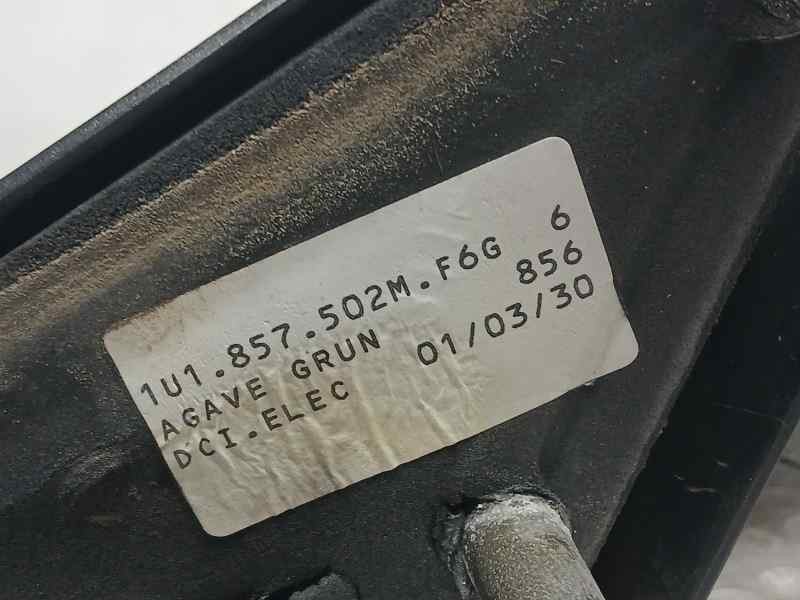 1U1.857.502M.F6G 6
AGAVE GRUN 856
DCI.ELEC 01/03/30